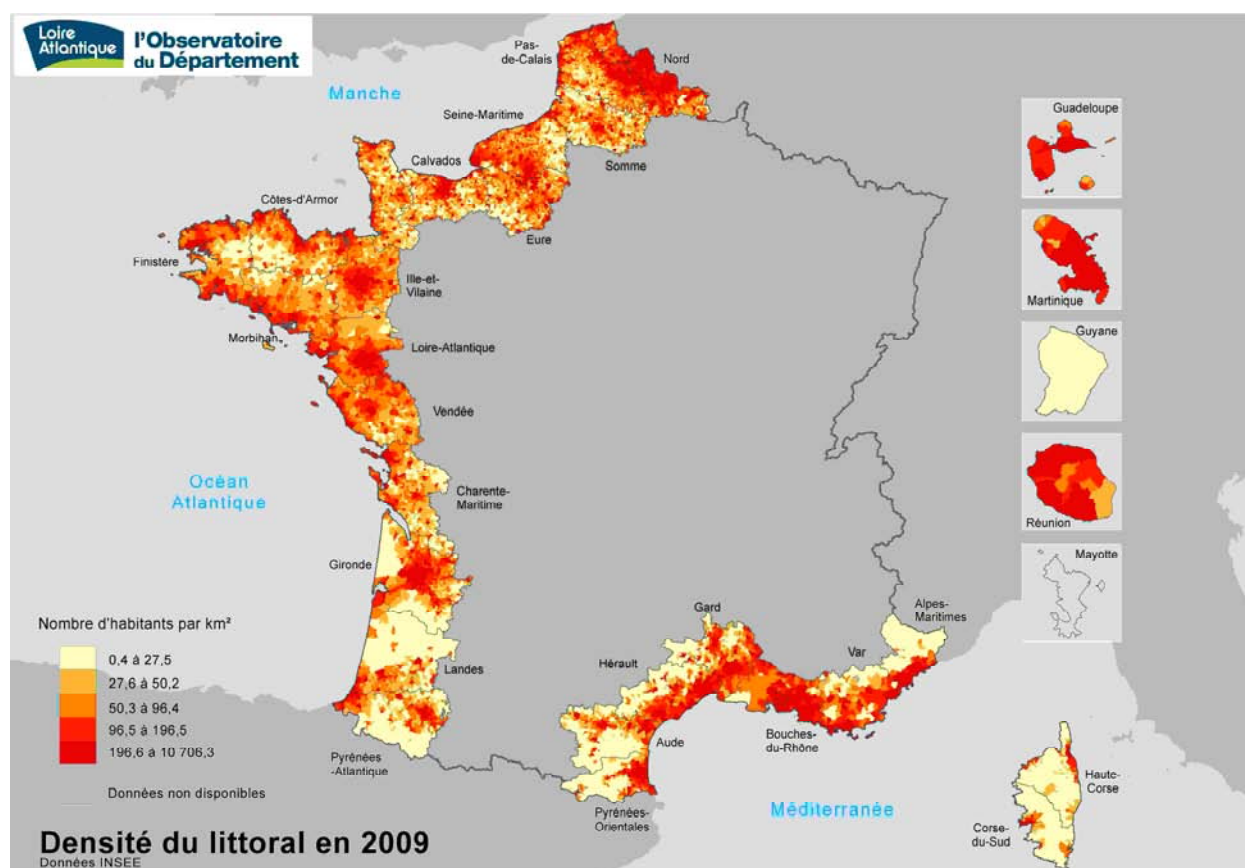 Loire
Atlantique
l'Observatoire
du Département
Pas-
de-Calais
Nord
Manche
Seine-Maritime
Calvados
Somme
Côtes-d'Armor
Eure
Finistère
Ille-et-
Vilaine
Morbihan
Loire-Atlantique
Vendée
Océan
Atlantique
Charente-
Maritime
Gironde
Landes
Pyrénées
-Atlantique
Gard
Hérault
Var
Alpes-
Maritimes
Aude
Bouches-
du-Rhône
Pyrénées-
Orientales
Méditerranée
Haute-
Corse
Corse-
du-Sud
Guadeloupe
Martinique
Guyane
Réunion
Mayotte
Nombre d'habitants par km²
0,4 à 27,5
27,6 à 50,2
50,3 à 96,4
96,5 à 196,5
196,6 à 10 706,3
Données non disponibles
Densité du littoral en 2009
Données INSEE